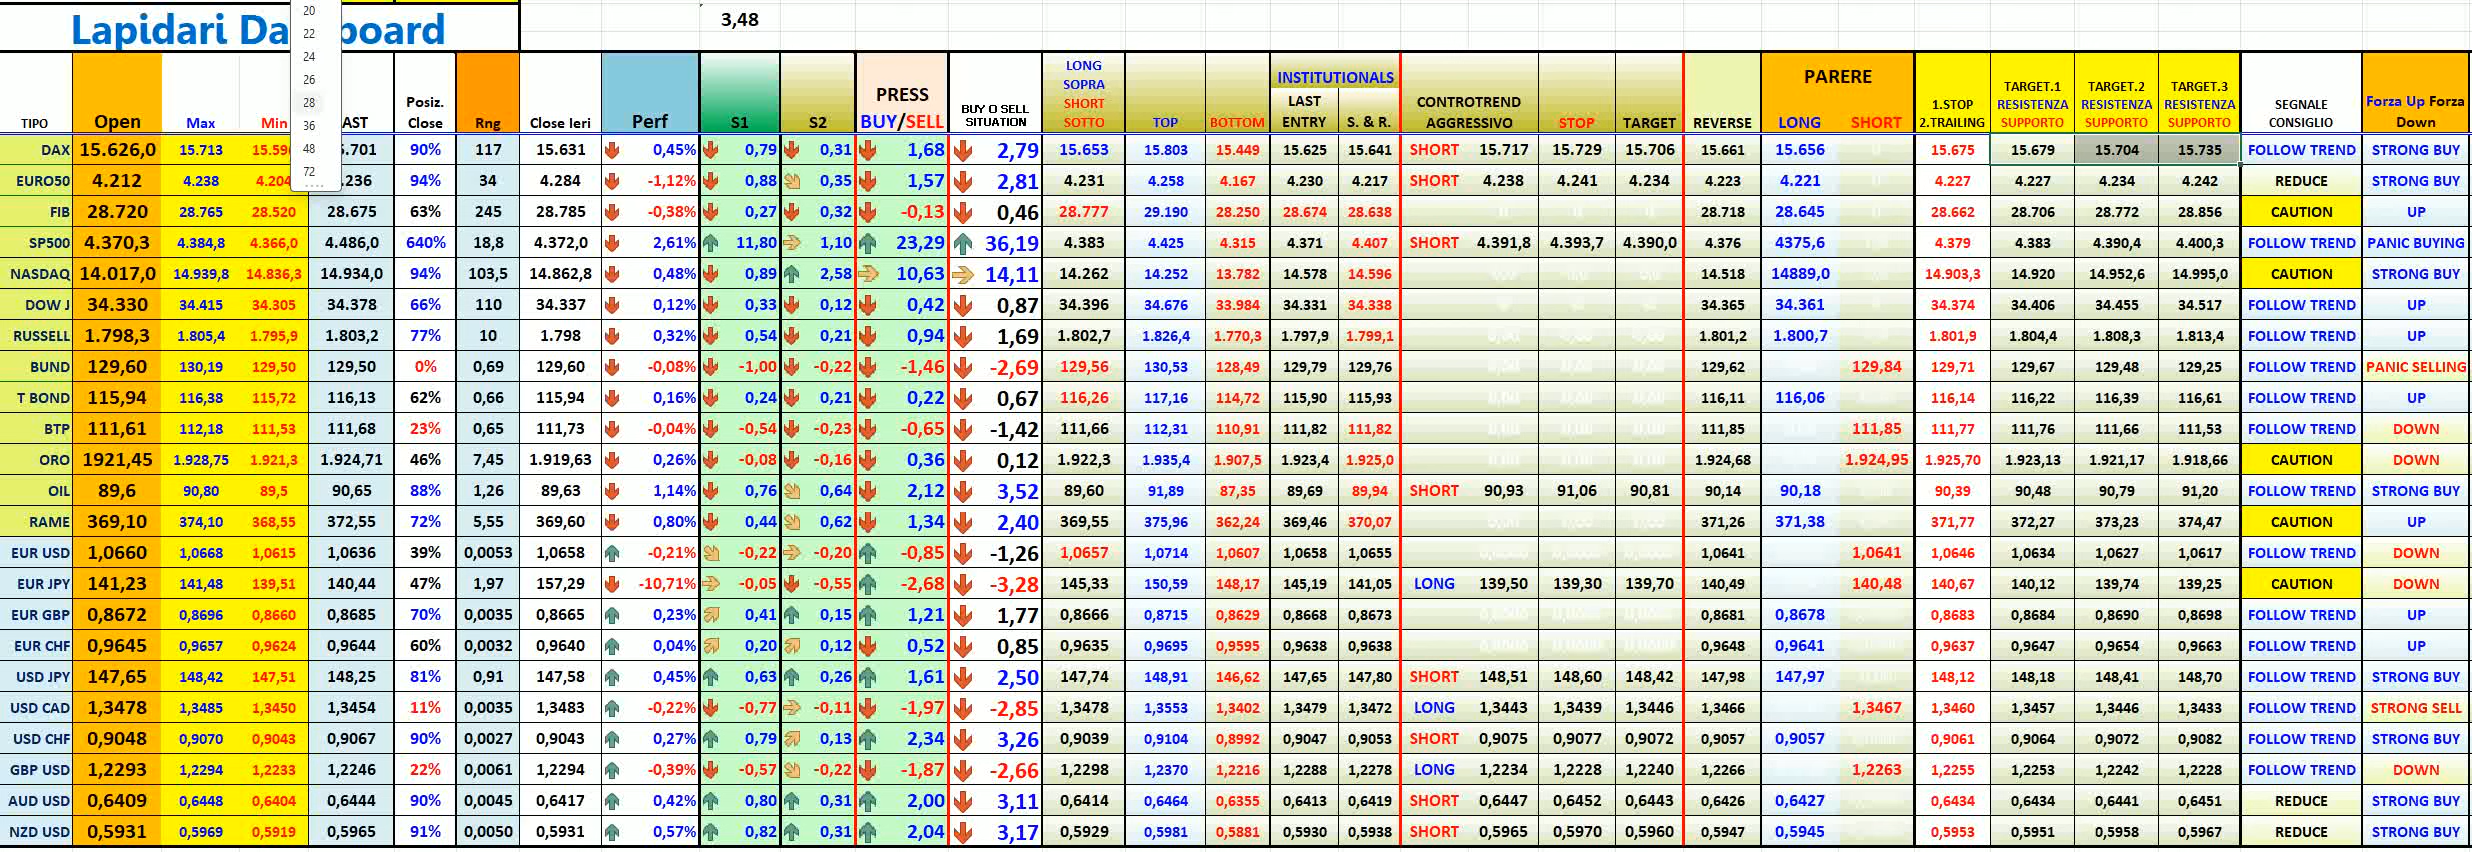 20
22
24
26
28
36
48
72
3,48
Lapidari Da board
TIPO Open Max Min AST Posiz. Close Rng Close Ieri Perf S1 S2 PRESS BUY/SELL BUY O SELL SITUATION LONG SOPRA SHORT SOTTO TOP BOTTOM INSTITUTIONALS LAST ENTRY S. & R. CONTROTREND AGGRESSIVO STOP TARGET REVERSE PARERE LONG SHORT 1.STOP 2.TRAILING TARGET.1 RESISTENZA SUPPORTO TARGET.2 RESISTENZA SUPPORTO TARGET.3 RESISTENZA SUPPORTO SEGNALE CONSIGLIO Forza Up Forza Down
DAX 15.626,0 15.713 15.59 .701 90% 117 15.631 0,45% 0,79 0,31 1,68 2,79 15.653 15.803 15.449 15.625 15.641 SHORT 15.717 15.729 15.706 15.661 15.656 15.675 15.679 15.704 15.735 FOLLOW TREND STRONG BUY
EURO50 4.212 4.238 4.204 .236 94% 34 4.284 -1,12% 0,88 0,35 1,57 2,81 4.231 4.258 4.167 4.230 4.217 SHORT 4.238 4.241 4.234 4.223 4.221 4.227 4.227 4.234 4.242 REDUCE STRONG BUY
FIB 28.720 28.765 28.520 28.675 63% 245 28.785 -0,38% 0,27 0,32 -0,13 0,46 28.777 29.190 28.250 28.674 28.638 28.718 28.645 28.662 28.706 28.772 28.856 CAUTION UP
SP500 4.370,3 4.384,8 4.366,0 4.486,0 640% 18,8 4.372,0 2,61% 11,80 1,10 23,29 36,19 4.383 4.425 4.315 4.371 4.407 SHORT 4.391,8 4.393,7 4.390,0 4.376 4375,6 4.379 4.383 4.390,4 4.400,3 FOLLOW TREND PANIC BUYING
NASDAQ 14.017,0 14.939,8 14.836,3 14.934,0 94% 103,5 14.862,8 0,48% 0,89 2,58 10,63 14,11 14.262 14.252 13.782 14.578 14.596 14.518 14889,0 14.903,3 14.920 14.952,6 14.995,0 CAUTION STRONG BUY
DOW J 34.330 34.415 34.305 34.378 66% 110 34.337 0,12% 0,33 0,12 0,42 0,87 34.396 34.676 33.984 34.331 34.338 34.365 34.361 34.374 34.406 34.455 34.517 FOLLOW TREND UP
RUSSELL 1.798,3 1.805,4 1.795,9 1.803,2 77% 10 1.798 0,32% 0,54 0,21 0,94 1,69 1.802,7 1.826,4 1.770,3 1.797,9 1.799,1 1.801,2 1.800,7 1.801,9 1.804,4 1.808,3 1.813,4 FOLLOW TREND UP
BUND 129,60 130,19 129,50 129,50 0% 0,69 129,60 -0,08% -1,00 -0,22 -1,46 -2,69 129,56 130,53 128,49 129,79 129,76 129,62 129,84 129,71 129,67 129,48 129,25 FOLLOW TREND PANIC SELLING
T BOND 115,94 116,38 115,72 116,13 62% 0,66 115,94 0,16% 0,24 0,21 0,22 0,67 116,26 117,16 114,72 115,90 115,93 116,11 116,06 116,14 116,22 116,39 116,61 FOLLOW TREND UP
BTP 111,61 112,18 111,53 111,68 23% 0,65 111,73 -0,04% -0,54 -0,23 -0,65 -1,42 111,66 112,31 110,91 111,82 111,82 111,85 111,85 111,77 111,76 111,66 111,53 FOLLOW TREND DOWN
ORO 1921,45 1.928,75 1.921,3 1.924,71 46% 7,45 1.919,63 0,26% -0,08 -0,16 0,36 0,12 1.922,3 1.935,4 1.907,5 1.923,4 1.925,0 1.924,68 1.924,95 1.925,70 1.923,13 1.921,17 1.918,66 CAUTION DOWN
OIL 89,6 90,80 89,5 90,65 88% 1,26 89,63 1,14% 0,76 0,64 2,12 3,52 89,60 91,89 87,35 89,69 89,94 SHORT 90,93 91,06 90,81 90,14 90,18 90,39 90,48 90,79 91,20 FOLLOW TREND STRONG BUY
RAME 369,10 374,10 368,55 372,55 72% 5,55 369,60 0,80% 0,44 0,62 1,34 2,40 369,55 375,96 362,24 369,46 370,07 371,26 371,38 371,77 372,27 373,23 374,47 CAUTION UP
EUR USD 1,0660 1,0668 1,0615 1,0636 39% 0,0053 1,0658 -0,21% -0,22 -0,20 -0,85 -1,26 1,0657 1,0714 1,0607 1,0658 1,0655 1,0641 1,0641 1,0646 1,0634 1,0627 1,0617 FOLLOW TREND DOWN
EUR JPY 141,23 141,48 139,51 140,44 47% 1,97 157,29 -10,71% -0,05 -0,55 -2,68 -3,28 145,33 150,59 148,17 145,19 141,05 LONG 139,50 139,30 139,70 140,49 140,48 140,67 140,12 139,74 139,25 CAUTION DOWN
EUR GBP 0,8672 0,8696 0,8660 0,8685 70% 0,0035 0,8665 0,23% 0,41 0,15 1,21 1,77 0,8666 0,8715 0,8629 0,8668 0,8673 0,8681 0,8678 0,8683 0,8684 0,8690 0,8698 FOLLOW TREND UP
EUR CHF 0,9645 0,9657 0,9624 0,9644 60% 0,0032 0,9640 0,04% 0,20 0,12 0,52 0,85 0,9635 0,9695 0,9595 0,9638 0,9638 0,9648 0,9641 0,9637 0,9647 0,9654 0,9663 FOLLOW TREND UP
USD JPY 147,65 148,42 147,51 148,25 81% 0,91 147,58 0,45% 0,63 0,26 1,61 2,50 147,74 148,91 146,62 147,65 147,80 SHORT 148,51 148,60 148,42 147,98 147,97 148,12 148,18 148,41 148,70 FOLLOW TREND STRONG BUY
USD CAD 1,3478 1,3485 1,3450 1,3454 11% 0,0035 1,3483 -0,22% -0,77 -0,11 -1,97 -2,85 1,3478 1,3553 1,3402 1,3479 1,3472 LONG 1,3443 1,3439 1,3446 1,3466 1,3467 1,3460 1,3457 1,3446 1,3433 FOLLOW TREND STRONG SELL
USD CHF 0,9048 0,9070 0,9043 0,9067 90% 0,0027 0,9043 0,27% 0,79 0,13 2,34 3,26 0,9039 0,9104 0,8992 0,9047 0,9053 SHORT 0,9075 0,9077 0,9072 0,9057 0,9057 0,9061 0,9064 0,9072 0,9082 FOLLOW TREND STRONG BUY
GBP USD 1,2293 1,2294 1,2233 1,2246 22% 0,0061 1,2294 -0,39% -0,57 -0,22 -1,87 -2,66 1,2298 1,2370 1,2216 1,2288 1,2278 LONG 1,2234 1,2228 1,2240 1,2266 1,2263 1,2255 1,2253 1,2242 1,2228 FOLLOW TREND DOWN
AUD USD 0,6409 0,6448 0,6404 0,6444 90% 0,0045 0,6417 0,42% 0,80 0,31 2,00 3,11 0,6414 0,6464 0,6355 0,6413 0,6419 SHORT 0,6447 0,6452 0,6443 0,6426 0,6427 0,6434 0,6434 0,6441 0,6451 REDUCE STRONG BUY
NZD USD 0,5931 0,5969 0,5919 0,5965 91% 0,0050 0,5931 0,57% 0,82 0,31 2,04 3,17 0,5929 0,5981 0,5881 0,5930 0,5938 SHORT 0,5965 0,5970 0,5960 0,5947 0,5945 0,5953 0,5951 0,5958 0,5967 REDUCE STRONG BUY